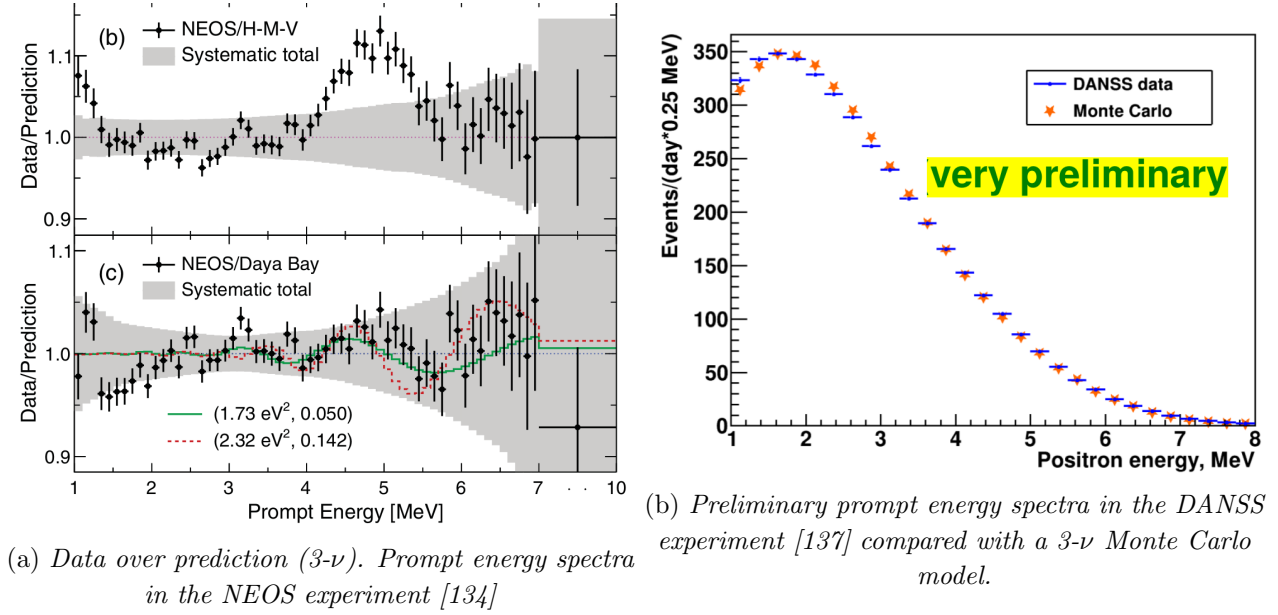 (b)
NEOS/H-M-V
Systematic total
1.1
1.0
0.9
Data/Prediction
(c)
NEOS/Daya Bay
Systematic total
1.1
1.0
0.9
Data/Prediction
(1.73 eV², 0.050)
(2.32 eV², 0.142)
1 2 3 4 5 6 7 · · 10
Prompt Energy [MeV]
(a) Data over prediction (3-ν). Prompt energy spectra
in the NEOS experiment [134]
350
300
250
200
150
100
50
0
Events/(day*0.25 MeV)
DANSS data
Monte Carlo
very preliminary
1 2 3 4 5 6 7 8
Positron energy, MeV
(b) Preliminary prompt energy spectra in the DANSS
experiment [137] compared with a 3-ν Monte Carlo
model.